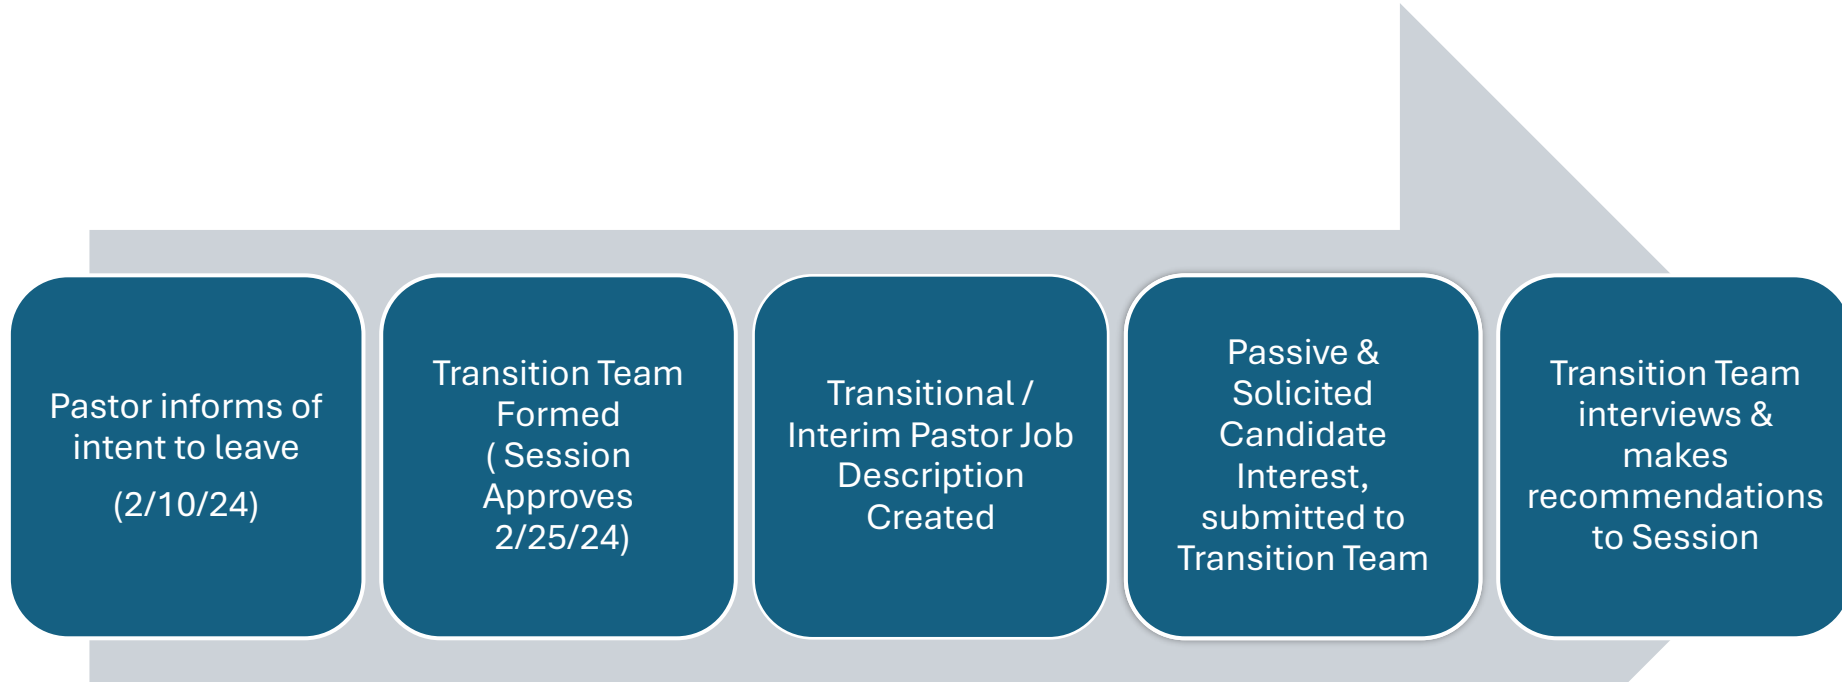 Pastor informs of
intent to leave
(2/10/24)
Transition Team
Formed
( Session
Approves
2/25/24)
Transitional /
Interim Pastor Job
Description
Created
Passive &
Solicited
Candidate
Interest,
submitted to
Transition Team
Transition Team
interviews &
makes
recommendations
to Session